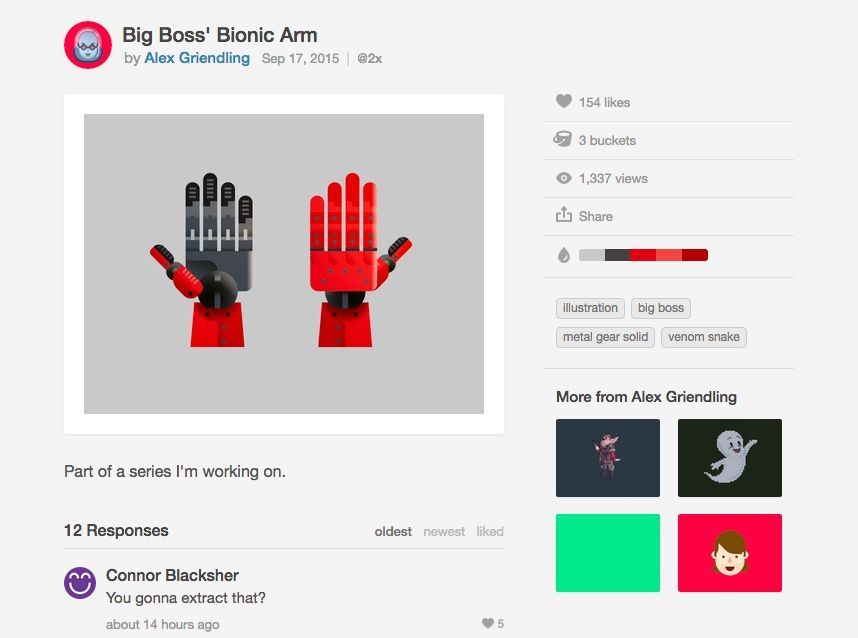 Big Boss' Bionic Arm
by Alex Griendling Sep 17, 2015 | @2x
154 likes
3 buckets
1,337 views
Share
illustration big boss
metal gear solid venom snake
More from Alex Griendling
Part of a series I'm working on.
12 Responses oldest newest liked
Connor Blacksher
You gonna extract that?
about 14 hours ago 5